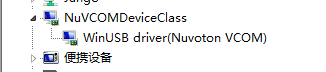 NuVCOMDeviceClass
WinUSB driver(Nuvoton VCOM)
便携设备